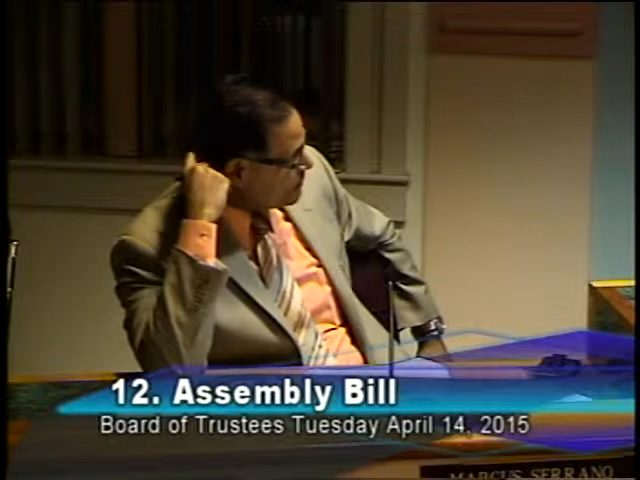 12. Assembly Bill
Board of Trustees Tuesday April 14, 2015
MARCUS SERRANO